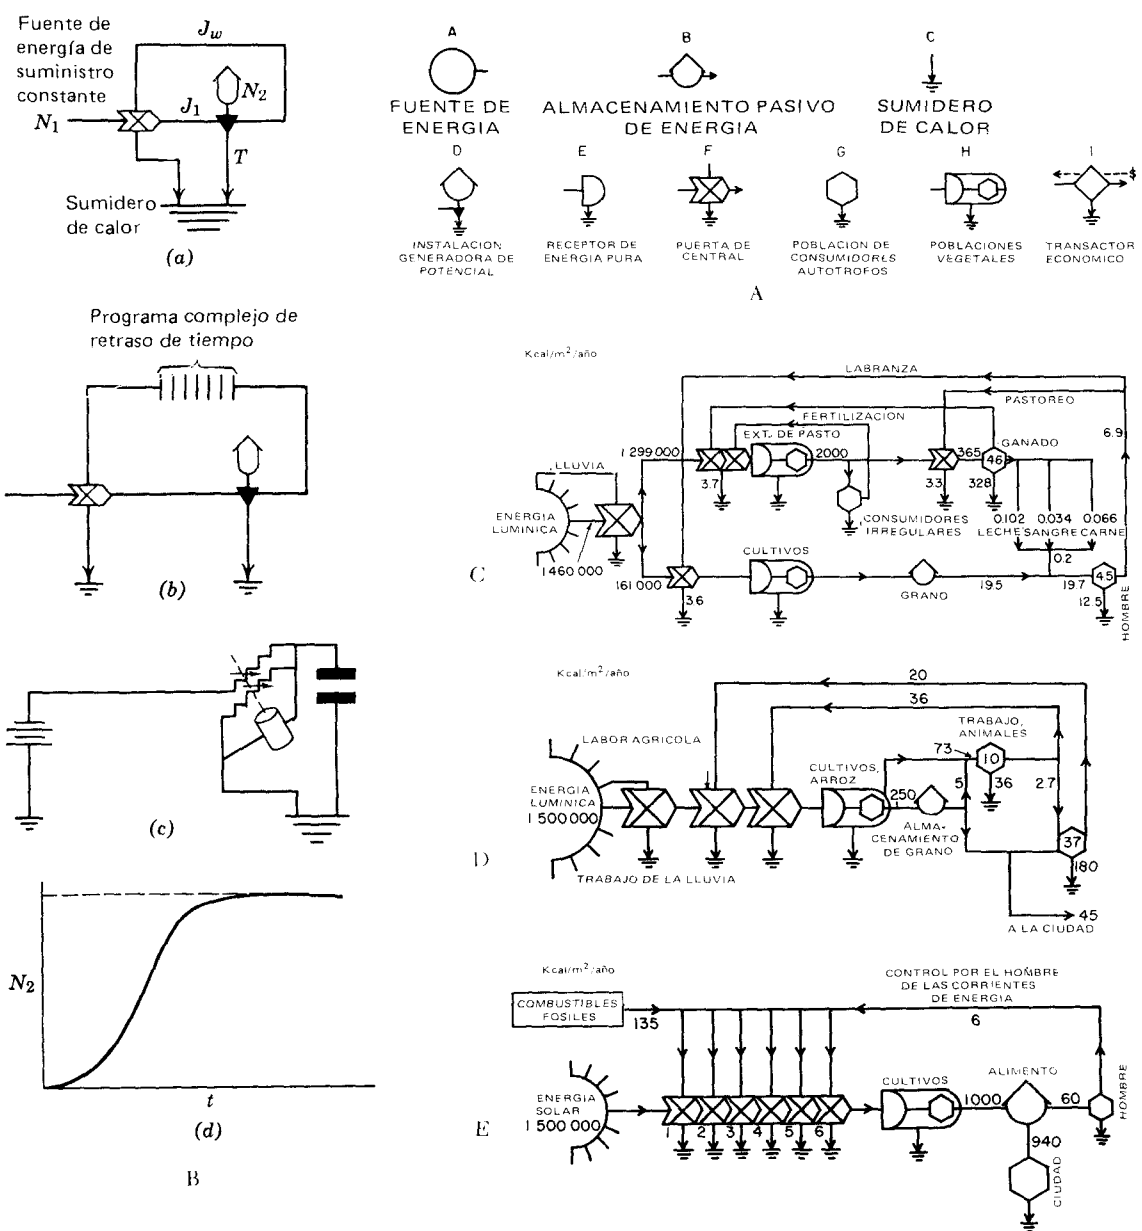 Fuente de
energía de
suministro
constante
N₁
J_w
J₁
N₂
T
Sumidero
de calor
(a)
Programa complejo de
retraso de tiempo
(b)
(c)
N₂
t
(d)
B
A
FUENTE DE
ENERGIA
B
ALMACENAMIENTO PASIVO
DE ENERGIA
C
SUMIDERO
DE CALOR
D
INSTALACION
GENERADORA DE
POTENCIAL
E
RECEPTOR DE
ENERGIA PURA
F
PUERTA DE
CENTRAL
G
POBLACION DE
CONSUMIDORES
AUTOTROFOS
H
POBLACIONES
VEGETALES
I
$
TRANSACTOR
ECONOMICO
A
Kcal/m²/año
LABRANZA
PASTOREO
FERTILIZACION
6.9
EXT. DE PASTO
GANADO
1 299 000
2000
365
46
LLUVIA
3.7
3.3
328
ENERGIA
LUMINICA
CONSUMIDORES
IRREGULARES
0.102
0.034
0.066
LECHE
SANGRE
CARNE
0.2
1 460 000
CULTIVOS
C
161 000
GRANO
19.5
19.7
45
3.6
12.5
HOMBRE
Kcal/m²/año
20
36
LABOR AGRICOLA
TRABAJO,
ANIMALES
73
10
CULTIVOS,
ARROZ
5
36
2.7
ENERGIA
LUMINICA
1 500 000
250
ALMA-
CENAMIENTO
DE GRANO
37
180
D
TRABAJO DE LA LLUVIA
45
A LA CIUDAD
Kcal/m²/año
CONTROL POR EL HOMBRE
DE LAS CORRIENTES
DE ENERGIA
COMBUSTIBLES
FOSILES
135
6
ALIMENTO
CULTIVOS
ENERGIA
SOLAR
1 500 000
1000
60
HOMBRE
E
1 2 3 4 5 6
940
CIUDAD